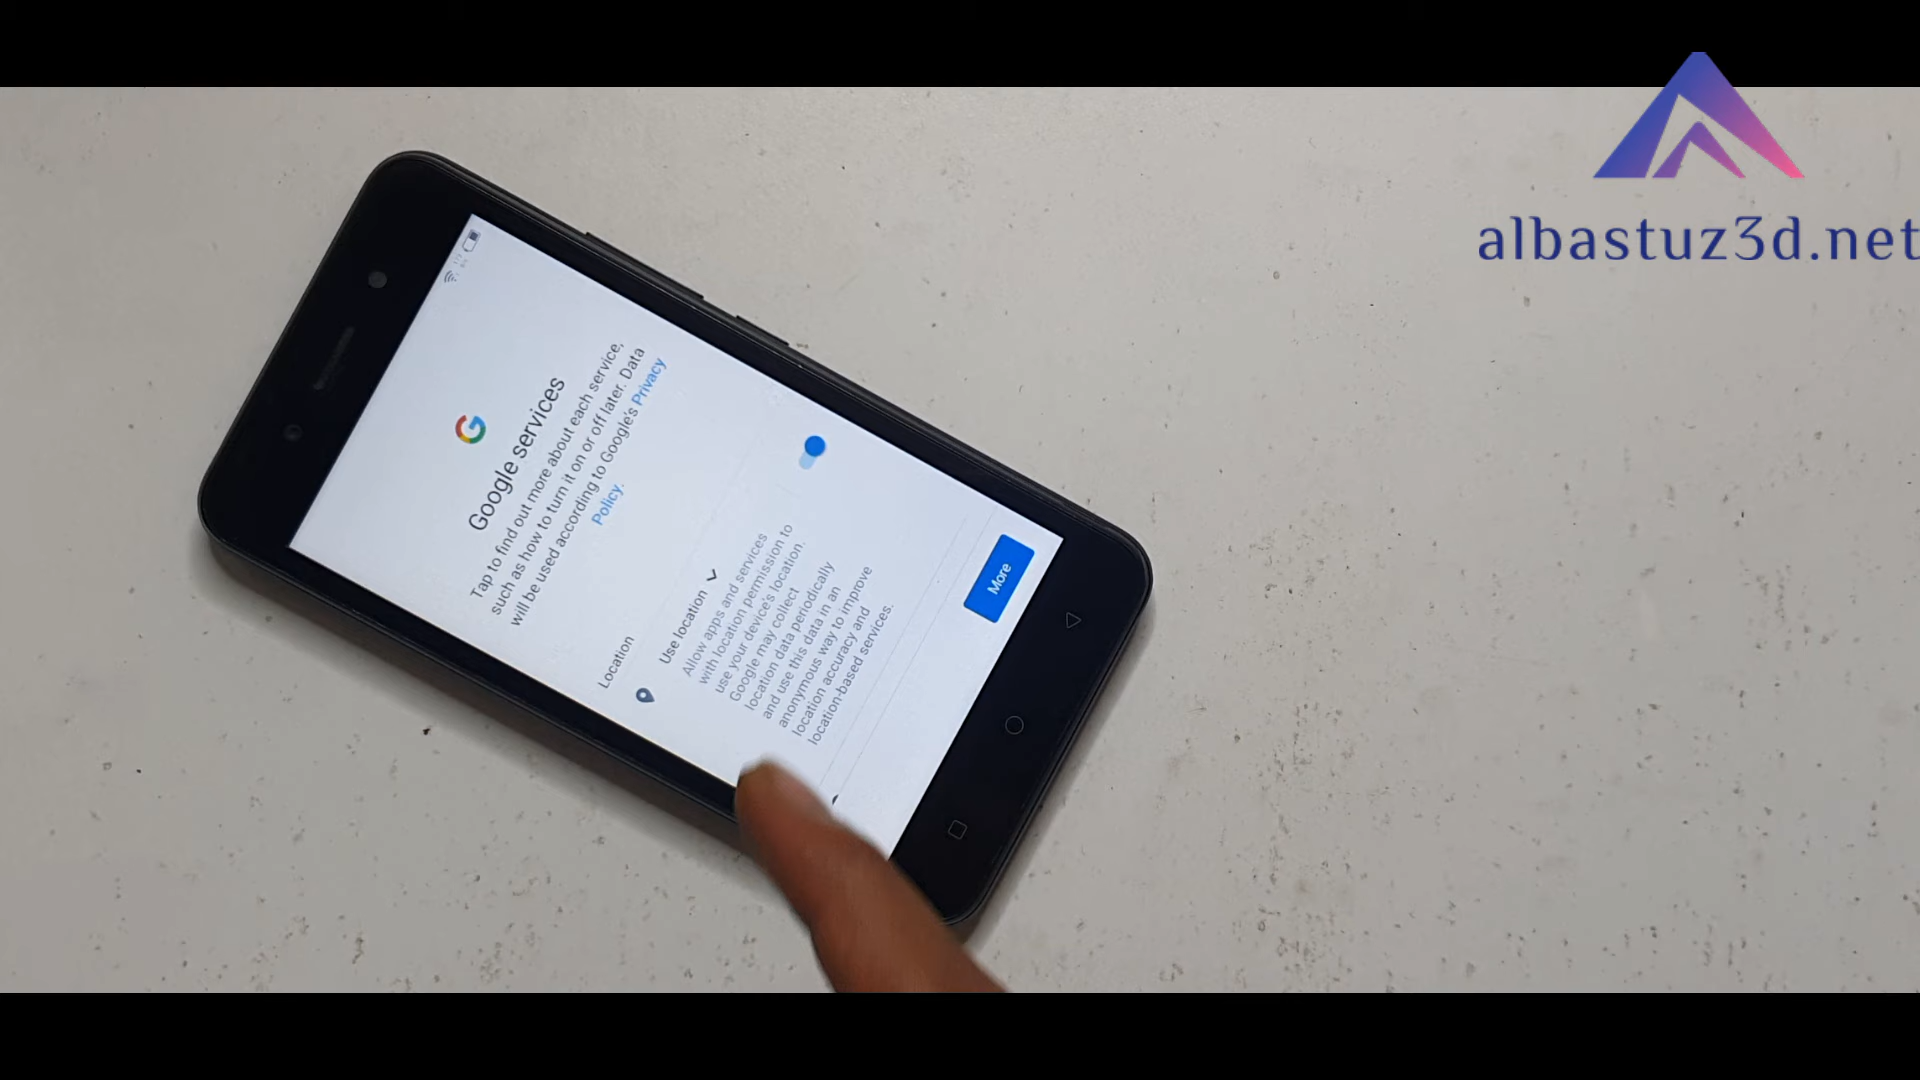 albastuz3d.net
Google services
Tap to find out more about each service,
such as how to turn it on or off later. Data
will be used according to Google's Privacy
Policy.
Location
Use location
Allow apps and services
with location permission to
use your device's location.
Google may collect
location data periodically
and use this data in an
anonymous way to improve
location accuracy and
location-based services.
More